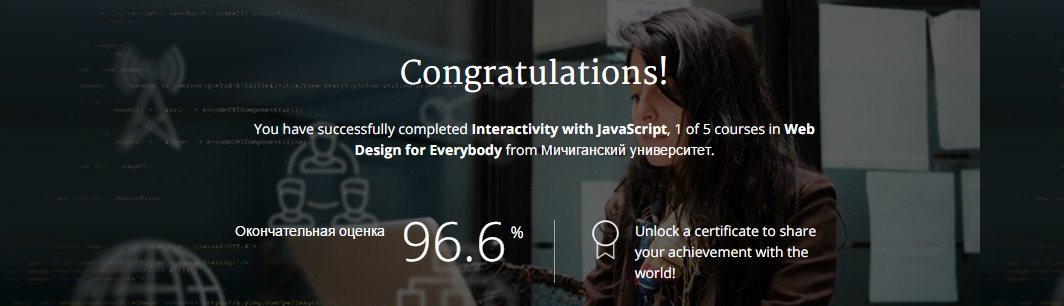 Congratulations!
You have successfully completed Interactivity with JavaScript, 1 of 5 courses in Web
Design for Everybody from Мичиганский университет.
Окончательная оценка
96.6 %
Unlock a certificate to share
your achievement with the
world!